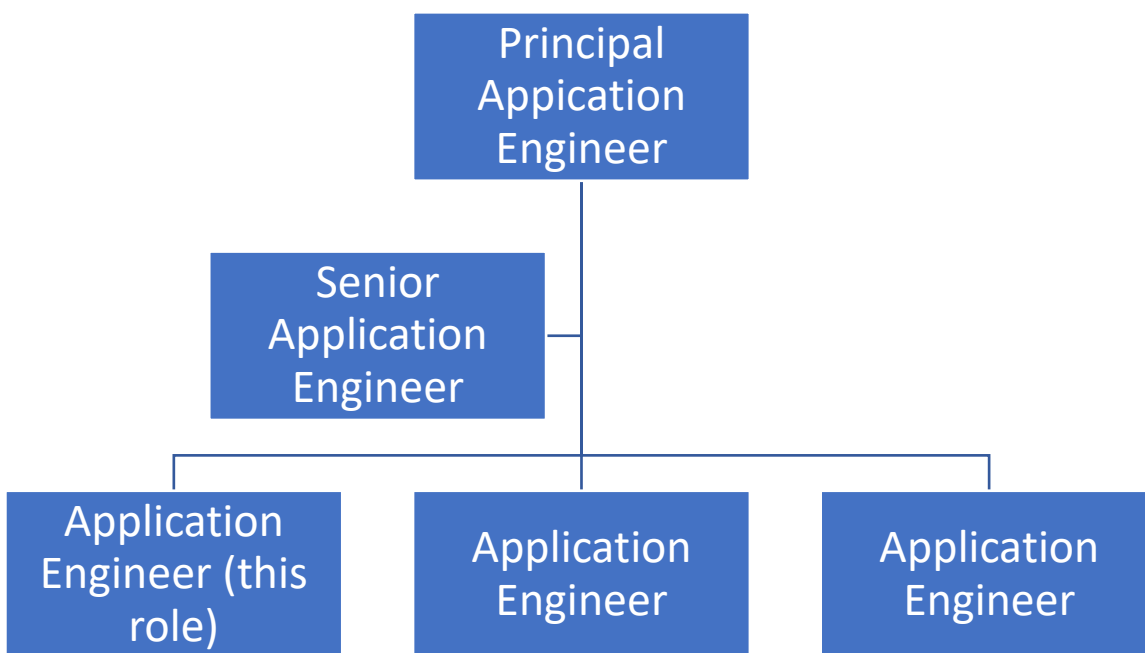 Principal
Appication
Engineer
Senior
Application
Engineer
Application
Engineer (this
role)
Application
Engineer
Application
Engineer